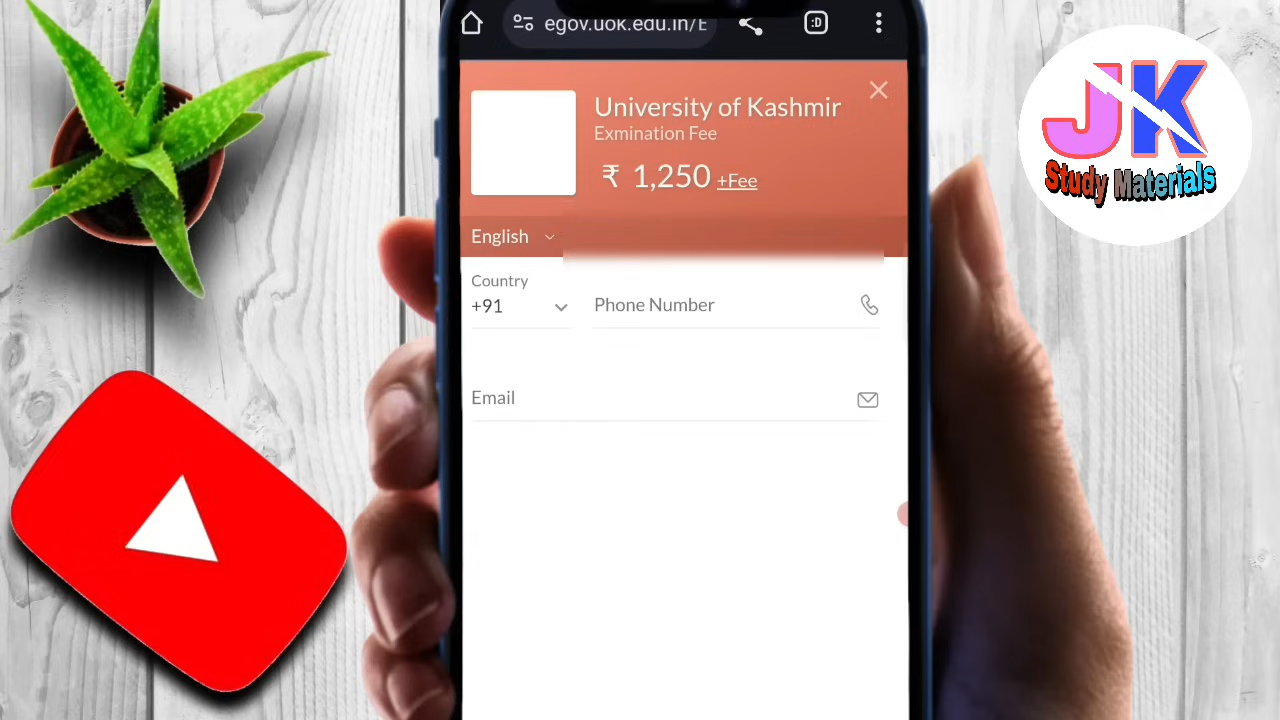 egov.uok.edu.in/E
:D
University of Kashmir
Exmination Fee
₹ 1,250 +Fee
English
Country
+91
Phone Number
Email
JK
Study Materials